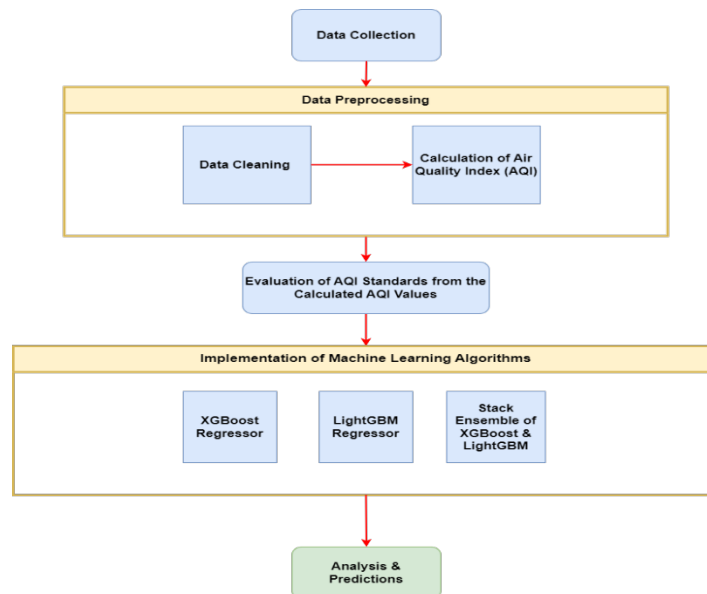 Data Collection
Data Preprocessing
Data Cleaning
Calculation of Air
Quality Index (AQI)
Evaluation of AQI Standards from the
Calculated AQI Values
Implementation of Machine Learning Algorithms
XGBoost
Regressor
LightGBM
Regressor
Stack
Ensemble of
XGBoost &
LightGBM
Analysis &
Predictions